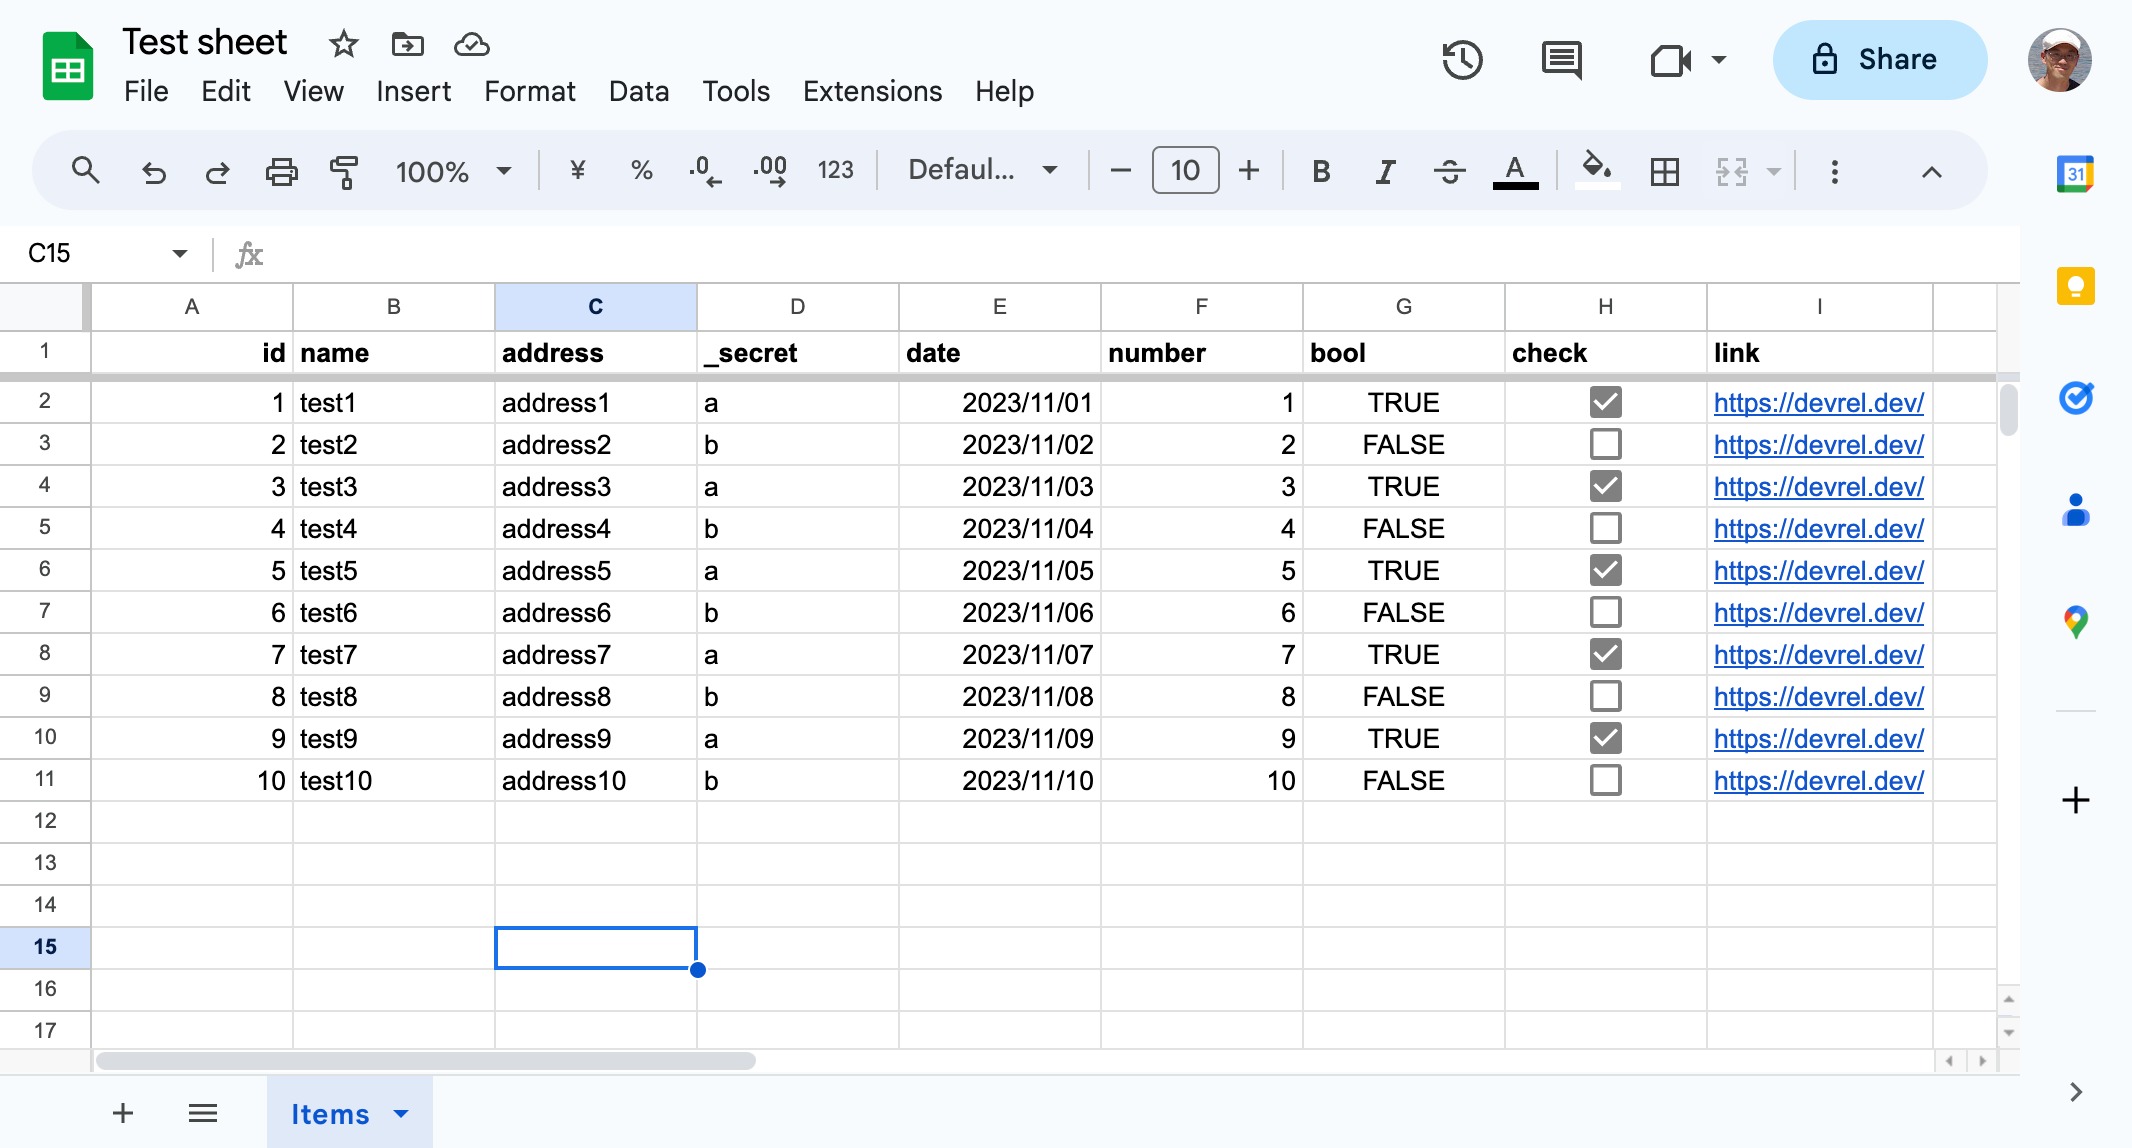 Test sheet
File Edit View Insert Format Data Tools Extensions Help
Share
100% ¥ % .0 .00 123 Defaul... 10 B I A
31
C15 fx
A B C D E F G H I
1 id name address _secret date number bool check link
2 1 test1 address1 a 2023/11/01 1 TRUE https://devrel.dev/
3 2 test2 address2 b 2023/11/02 2 FALSE https://devrel.dev/
4 3 test3 address3 a 2023/11/03 3 TRUE https://devrel.dev/
5 4 test4 address4 b 2023/11/04 4 FALSE https://devrel.dev/
6 5 test5 address5 a 2023/11/05 5 TRUE https://devrel.dev/
7 6 test6 address6 b 2023/11/06 6 FALSE https://devrel.dev/
8 7 test7 address7 a 2023/11/07 7 TRUE https://devrel.dev/
9 8 test8 address8 b 2023/11/08 8 FALSE https://devrel.dev/
10 9 test9 address9 a 2023/11/09 9 TRUE https://devrel.dev/
11 10 test10 address10 b 2023/11/10 10 FALSE https://devrel.dev/
12
13
14
15
16
17
Items